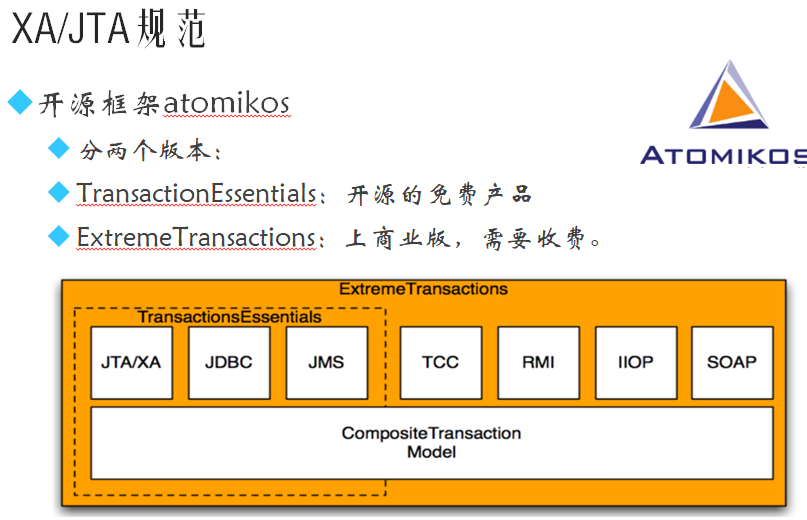 XA/JTA规范
开源框架atomikos
分两个版本：
TransactionEssentials：开源的免费产品
ExtremeTransactions：上商业版，需要收费。
ATOMIKOS
ExtremeTransactions
TransactionsEssentials
JTA/XA JDBC JMS TCC RMI IIOP SOAP
CompositeTransaction
Model